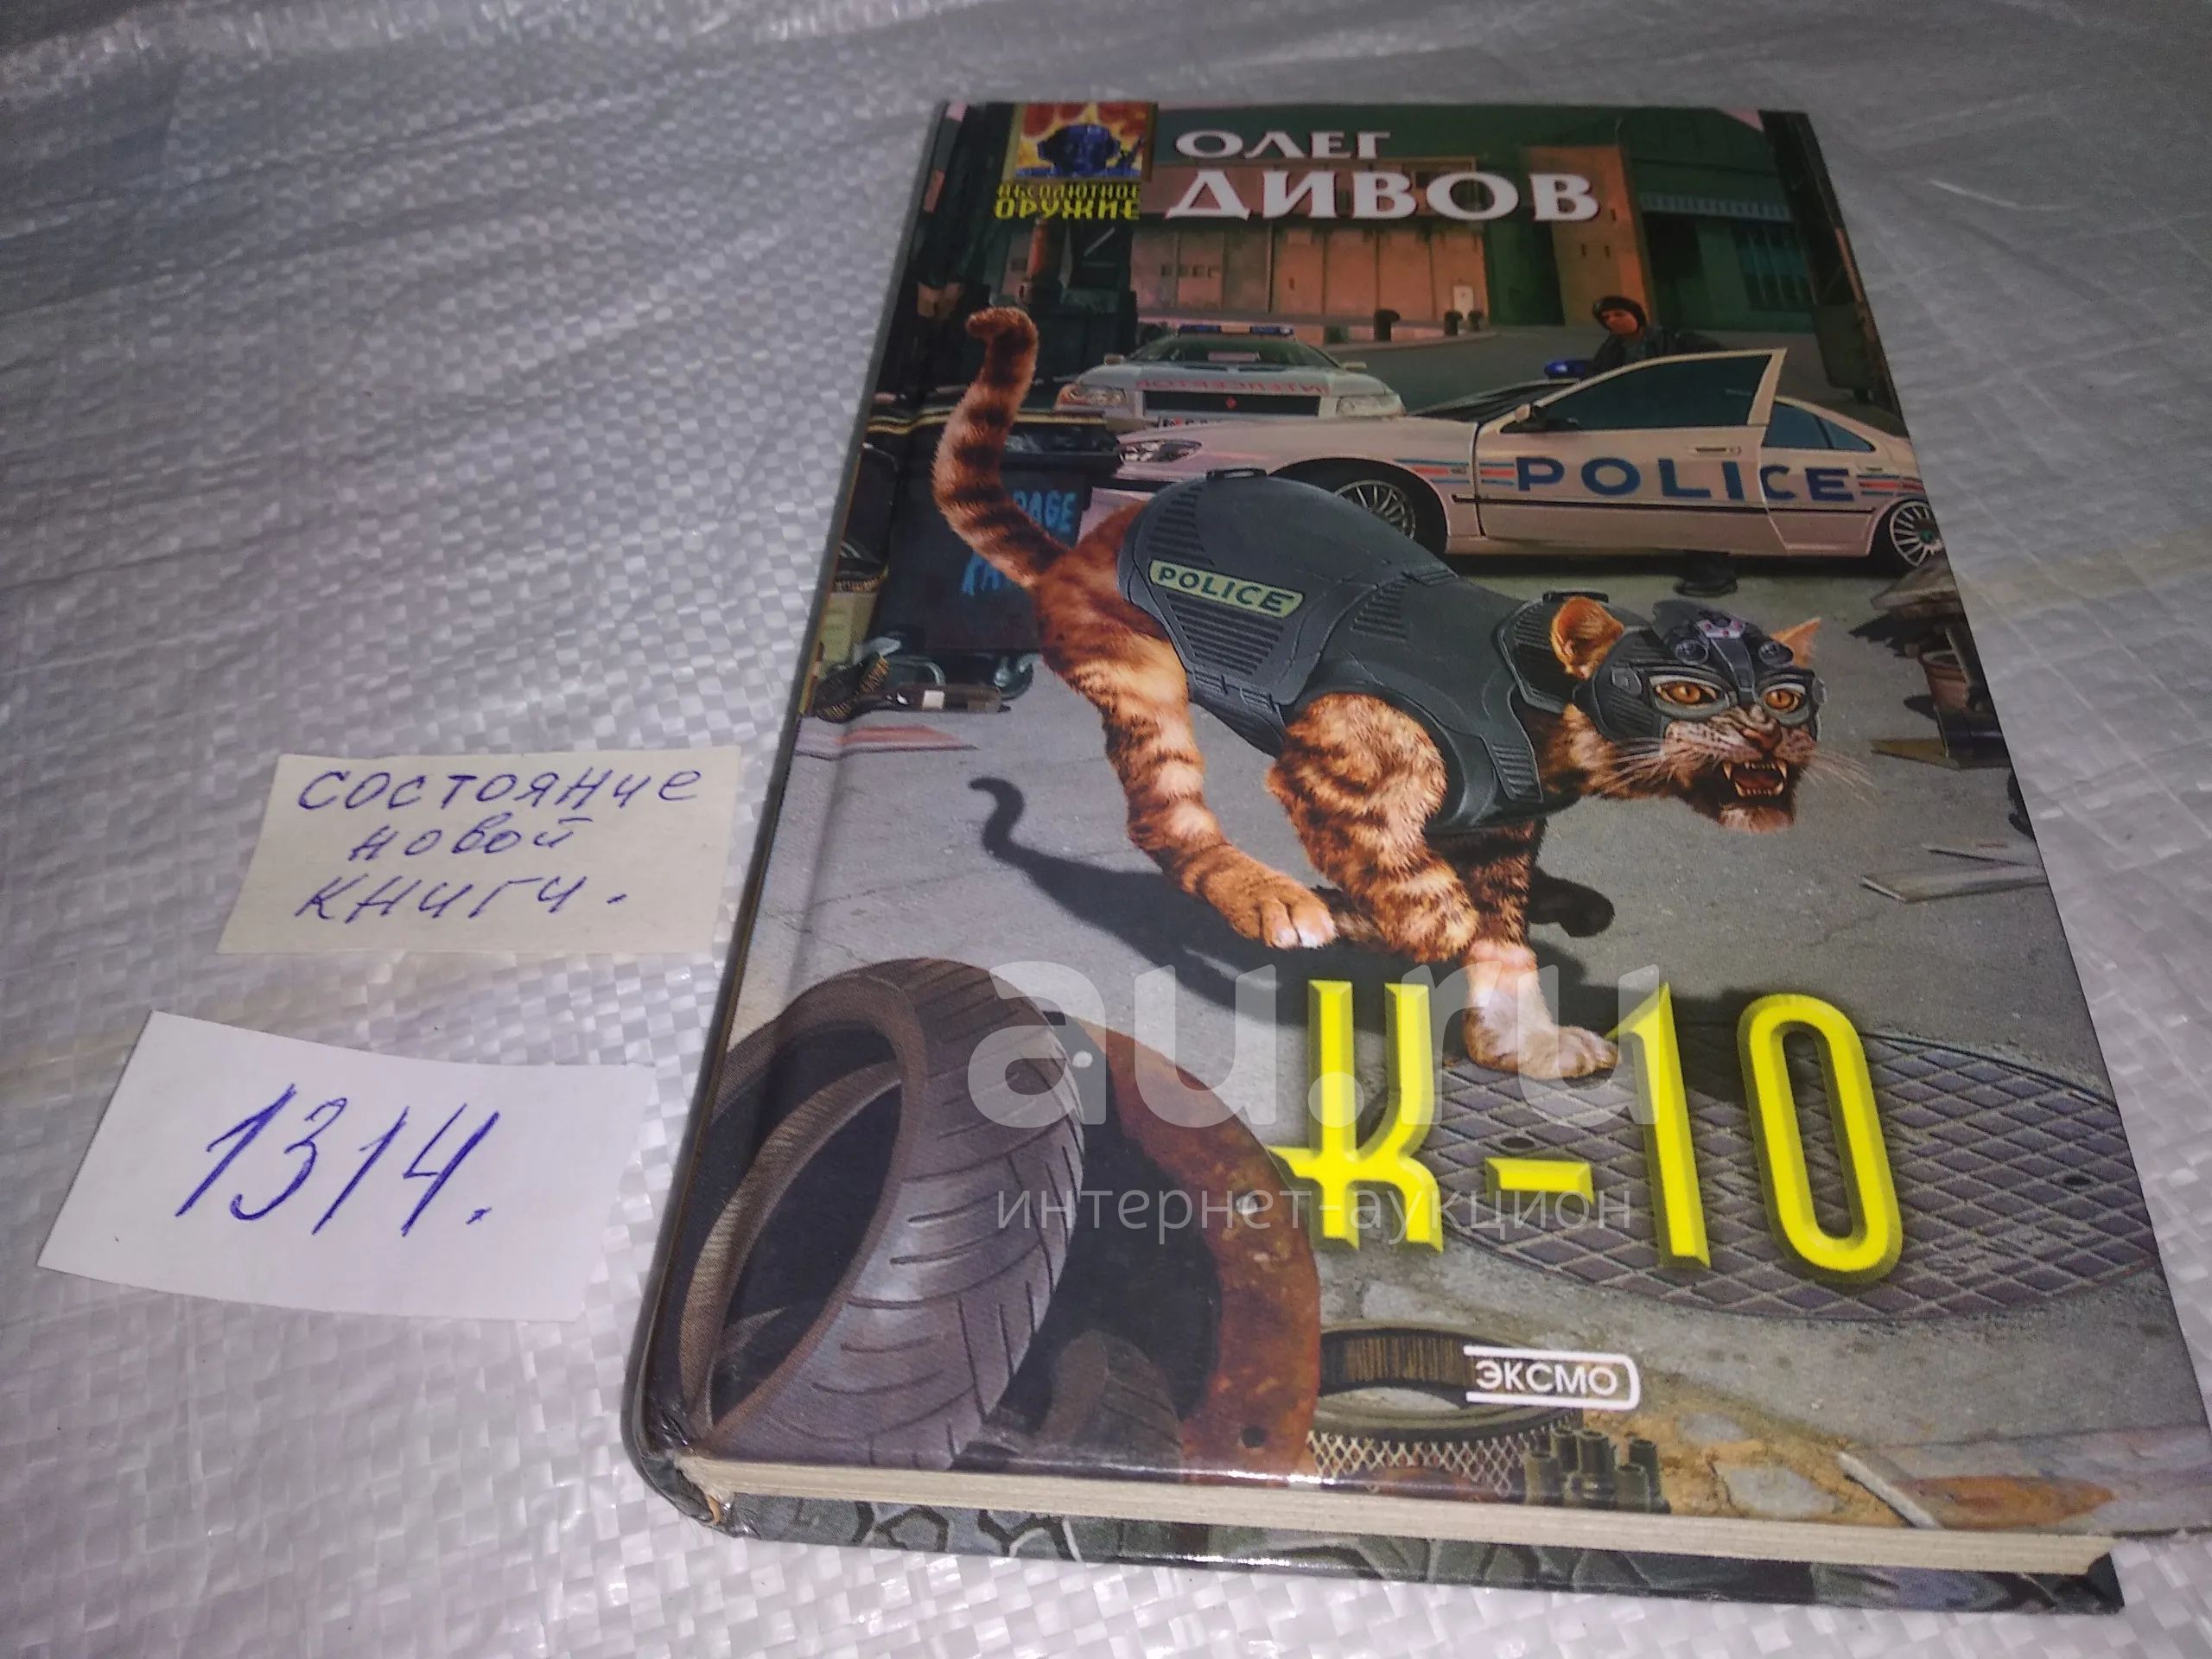 АБСОЛЮТНОЕ
ОРУЖИЕ
ОЛЕГ
ДИВОВ
POLICE
POLICE
СОСТОЯНИЕ
НОВОЙ
КНИГИ.
1314.
au.ru
К-10
интернет-аукцион
ЭКСМО